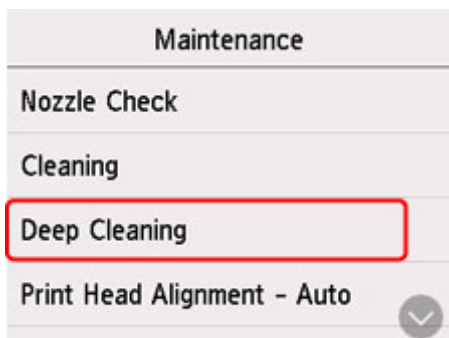 Maintenance
Nozzle Check
Cleaning
Deep Cleaning
Print Head Alignment - Auto